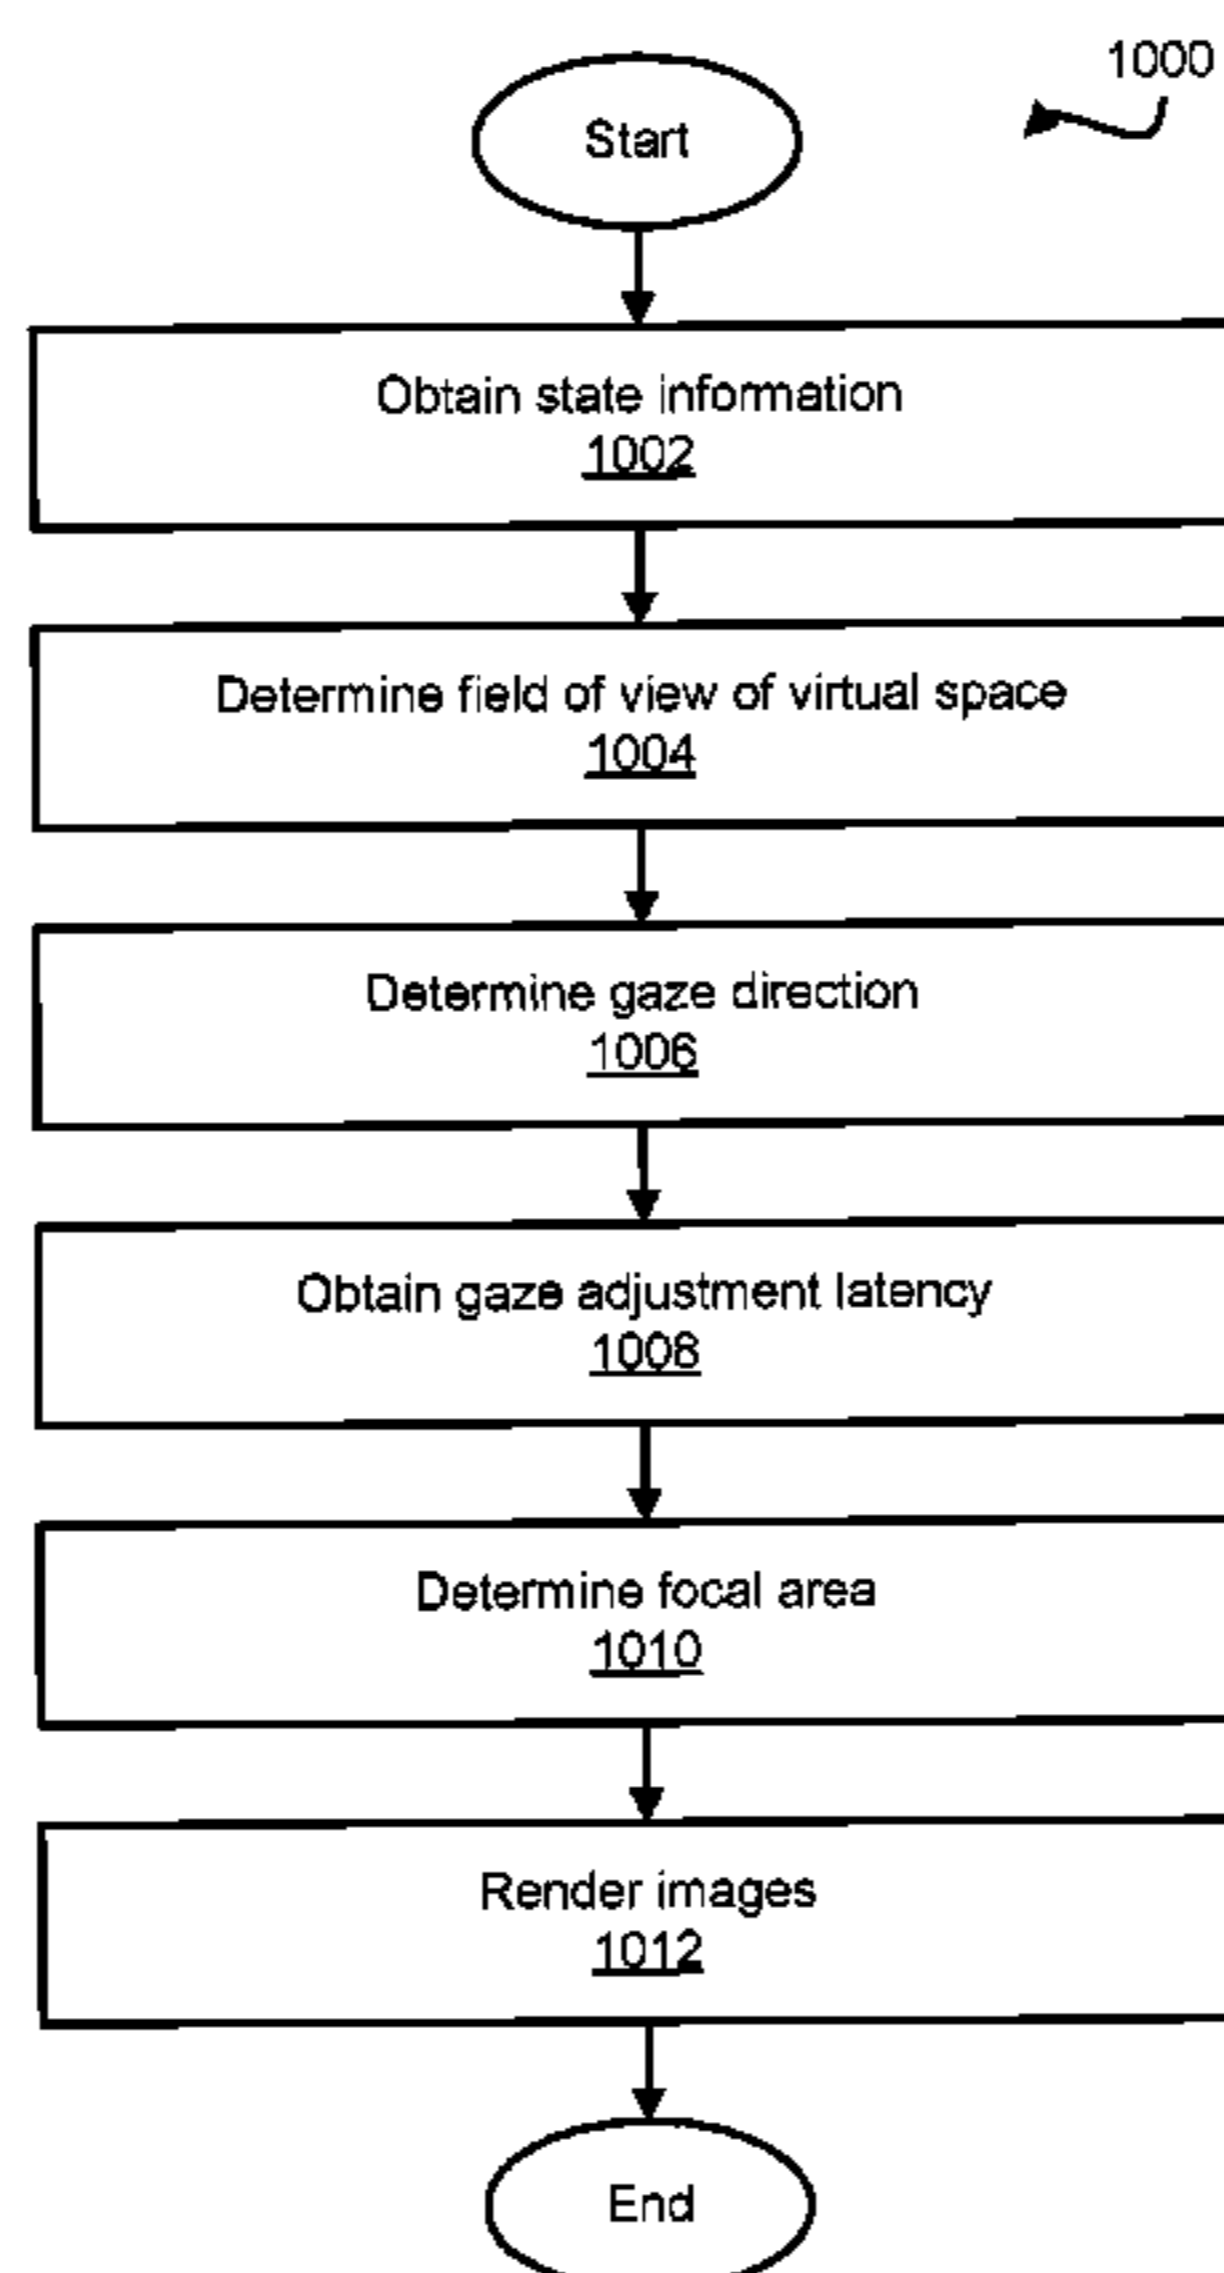 1000
Start
Obtain state information
1002
Determine field of view of virtual space
1004
Determine gaze direction
1006
Obtain gaze adjustment latency
1008
Determine focal area
1010
Render images
1012
End